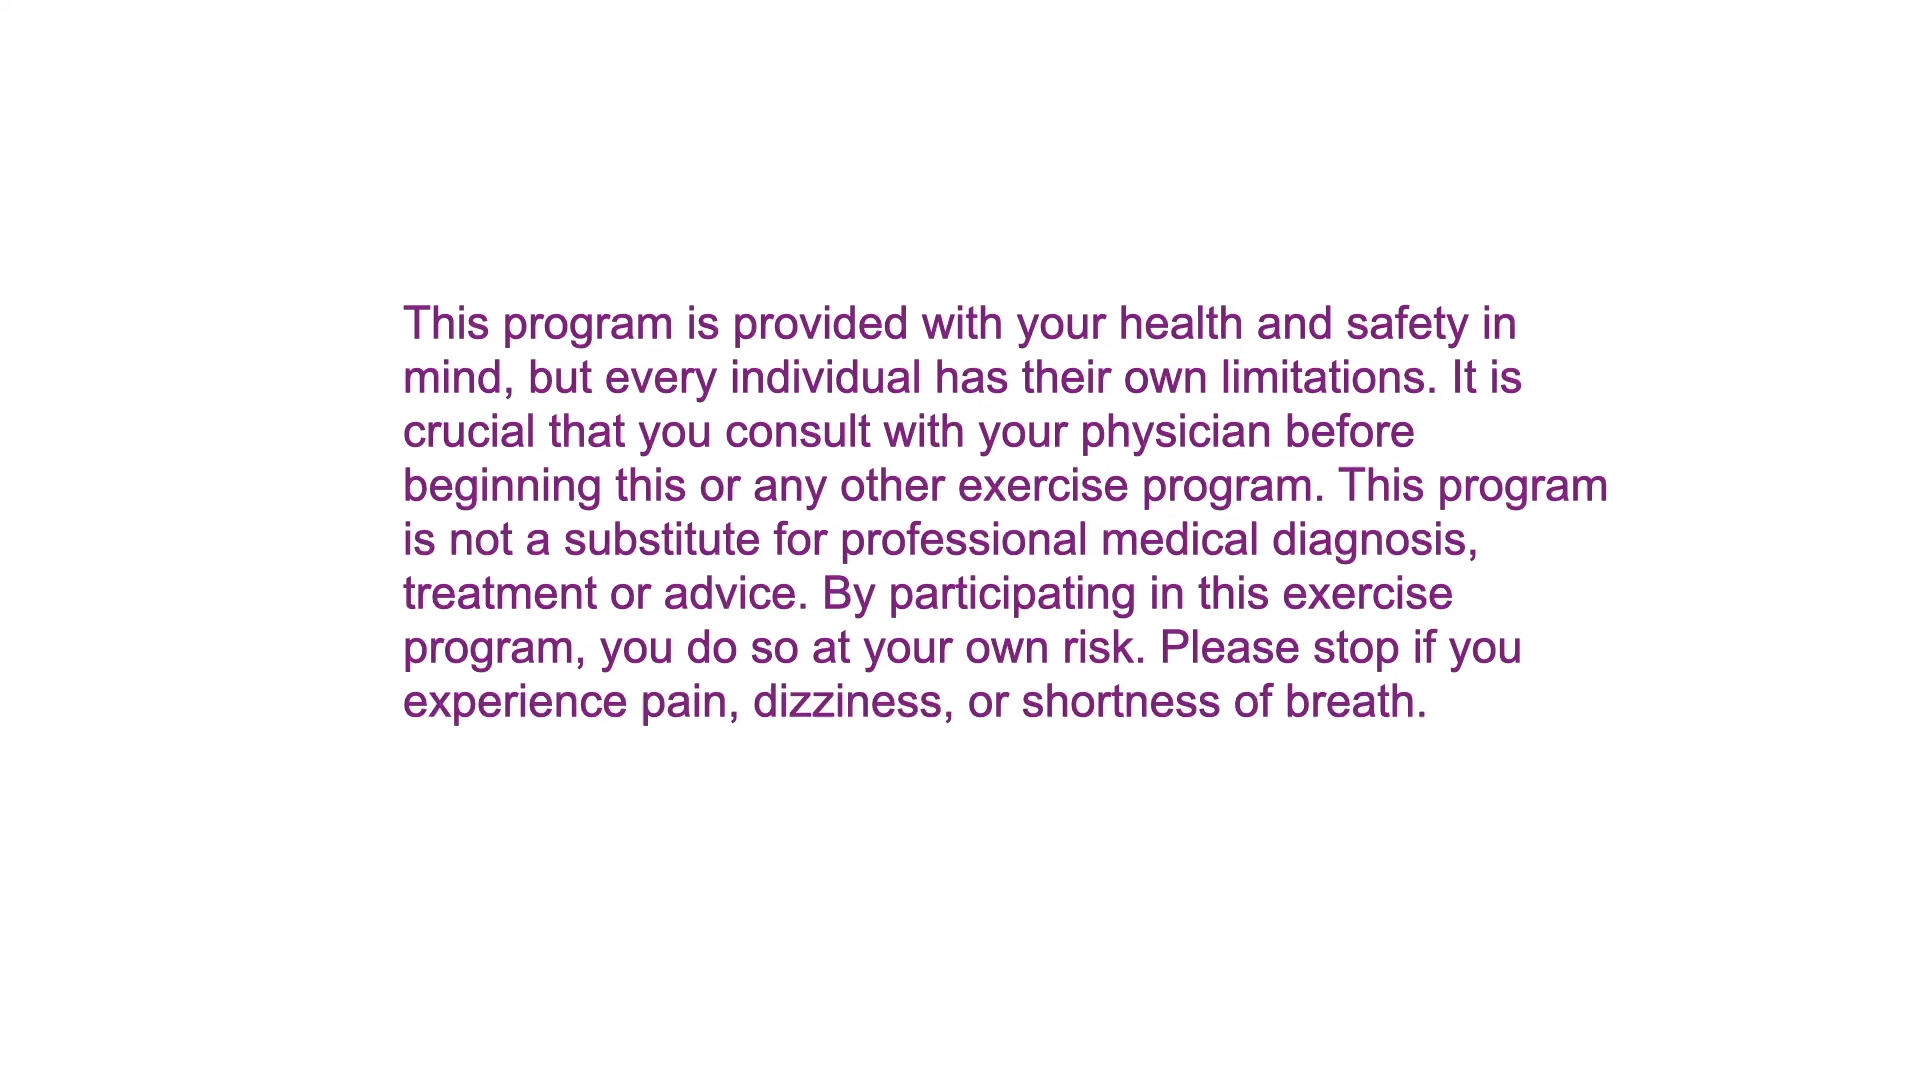 This program is provided with your health and safety in
mind, but every individual has their own limitations. It is
crucial that you consult with your physician before
beginning this or any other exercise program. This program
is not a substitute for professional medical diagnosis,
treatment or advice. By participating in this exercise
program, you do so at your own risk. Please stop if you
experience pain, dizziness, or shortness of breath.